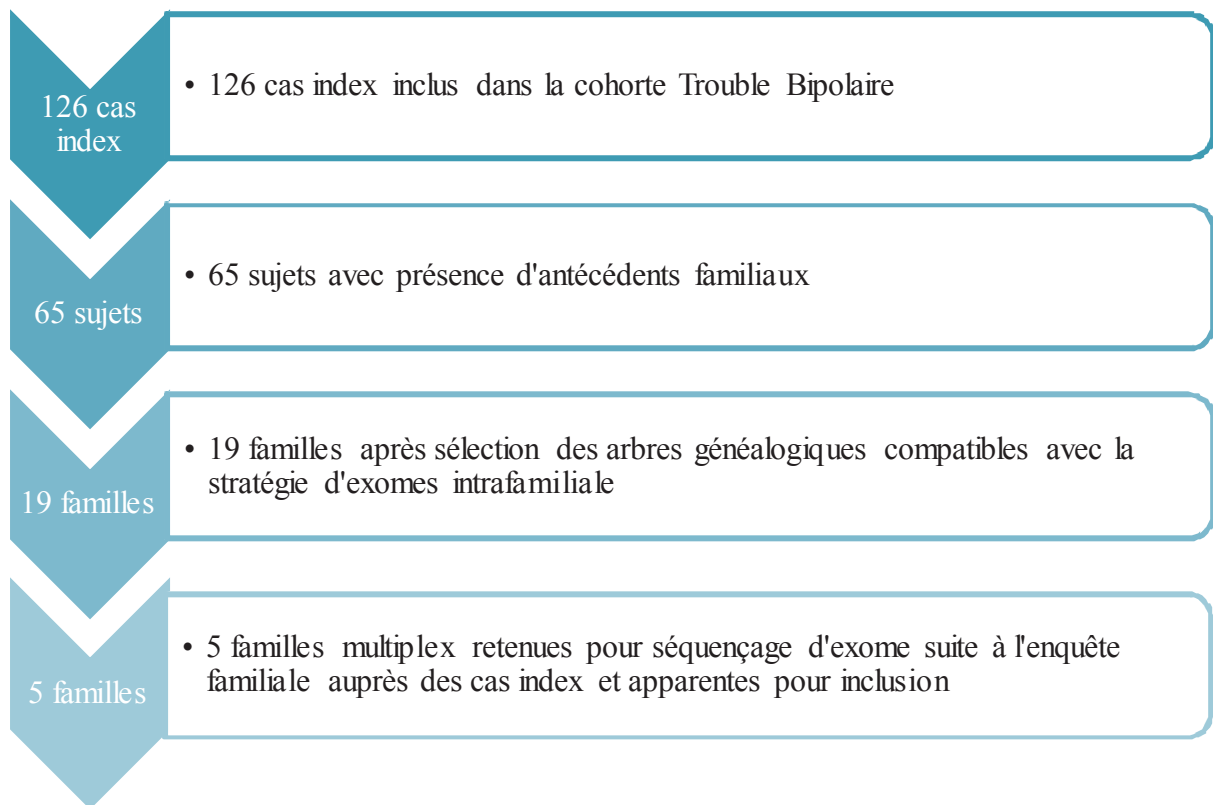 126 cas
index
• 126 cas index inclus dans la cohorte Trouble Bipolaire
65 sujets
• 65 sujets avec présence d'antécédents familiaux
19 familles
• 19 familles après sélection des arbres généalogiques compatibles avec la
stratégie d'exomes intrafamiliale
5 familles
• 5 familles multiplex retenues pour séquençage d'exome suite à l'enquête
familiale auprès des cas index et apparentes pour inclusion